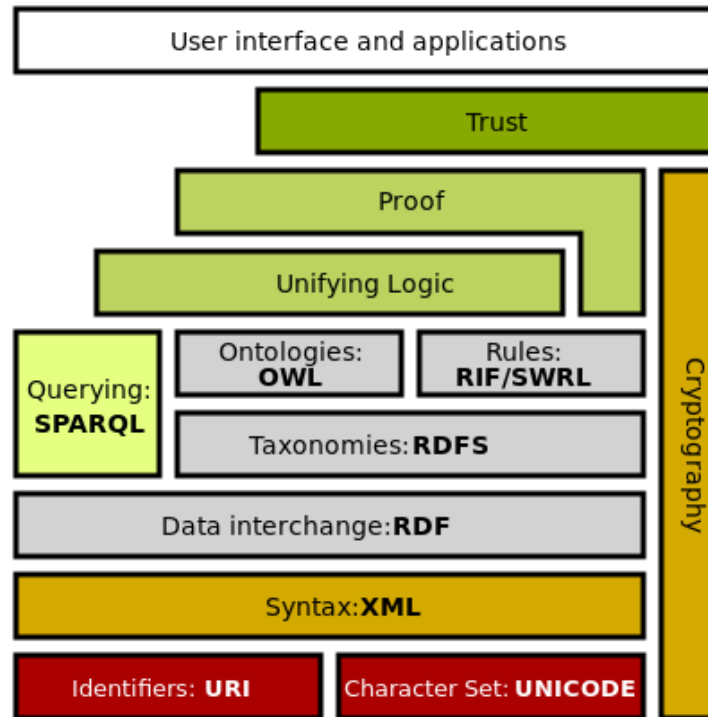 User interface and applications
Trust
Proof
Unifying Logic
Ontologies:
OWL
Rules:
RIF/SWRL
Querying:
SPARQL
Taxonomies: RDFS
Data interchange: RDF
Syntax: XML
Identifiers: URI
Character Set: UNICODE
Cryptography